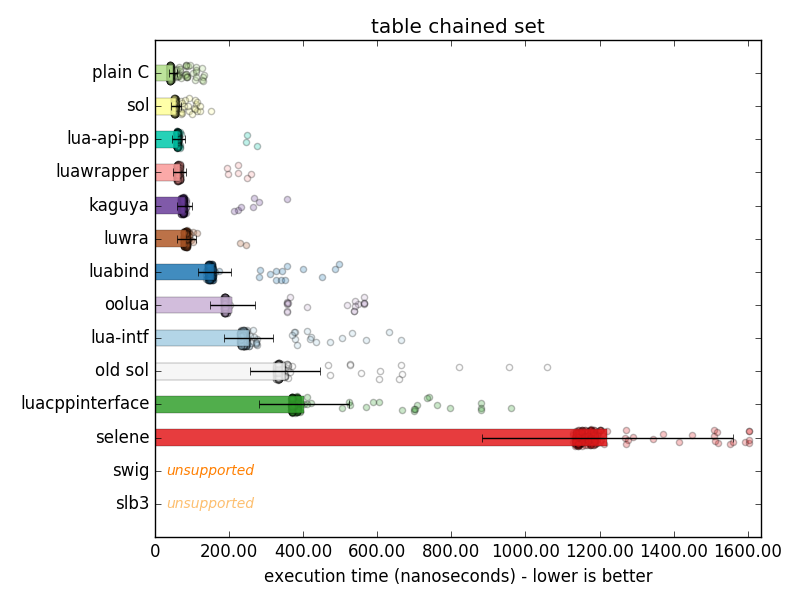 table chained set
plain C
sol
lua-api-pp
luawrapper
kaguya
luwra
luabind
oolua
lua-intf
old sol
luacppinterface
selene
swig unsupported
slb3 unsupported
0 200.00 400.00 600.00 800.00 1000.00 1200.00 1400.00 1600.00
execution time (nanoseconds) - lower is better